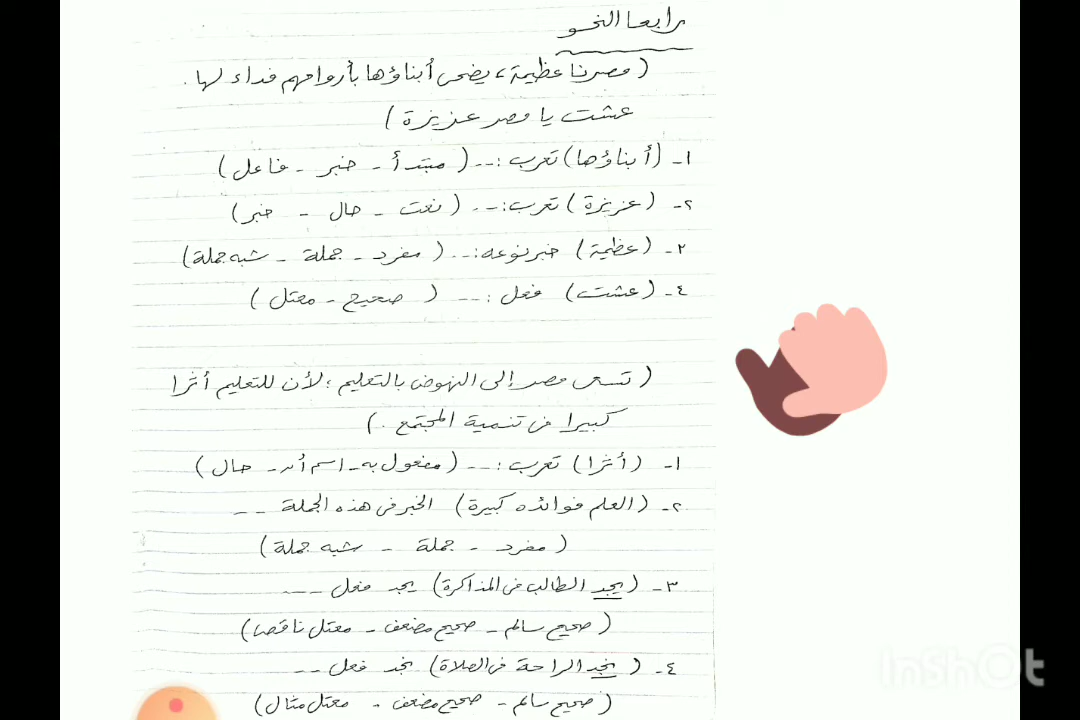 رابعا النحو
( مصرنا عظيمة، يضحى أبناؤها بأرواحهم فداء لها .
عشت يا مصر عزيزة )
١- (أبناؤها) تعرب : ... ( مبتدأ - خبر - فاعل )
٢- (عزيزة) تعرب : ... ( نعت - حال - خبر )
٣- (عظيمة) خبر نوعه : ... ( مفرد - جملة - شبه جملة )
٤- (عشت) فعل : ... ( صحيح - معتل )
( تسعى مصر إلى النهوض بالتعليم ؛ لأن للتعليم أثرا
كبيرا فى تنمية المجتمع . )
١- (أثرا) تعرب : ... ( مفعول به - اسم أن - حال )
٢- (العلم فوائده كبيرة) الخبر فى هذه الجملة ...
( مفرد - جملة - شبه جملة )
٣- (يجد الطالب فى المذاكرة) يجد فعل ....
( صحيح سالم - صحيح مضعف - معتل ناقص )
٤- (نجد الراحة فى الصلاة) نجد فعل ...
( صحيح سالم - صحيح مضعف - معتل مثال )
InShOt